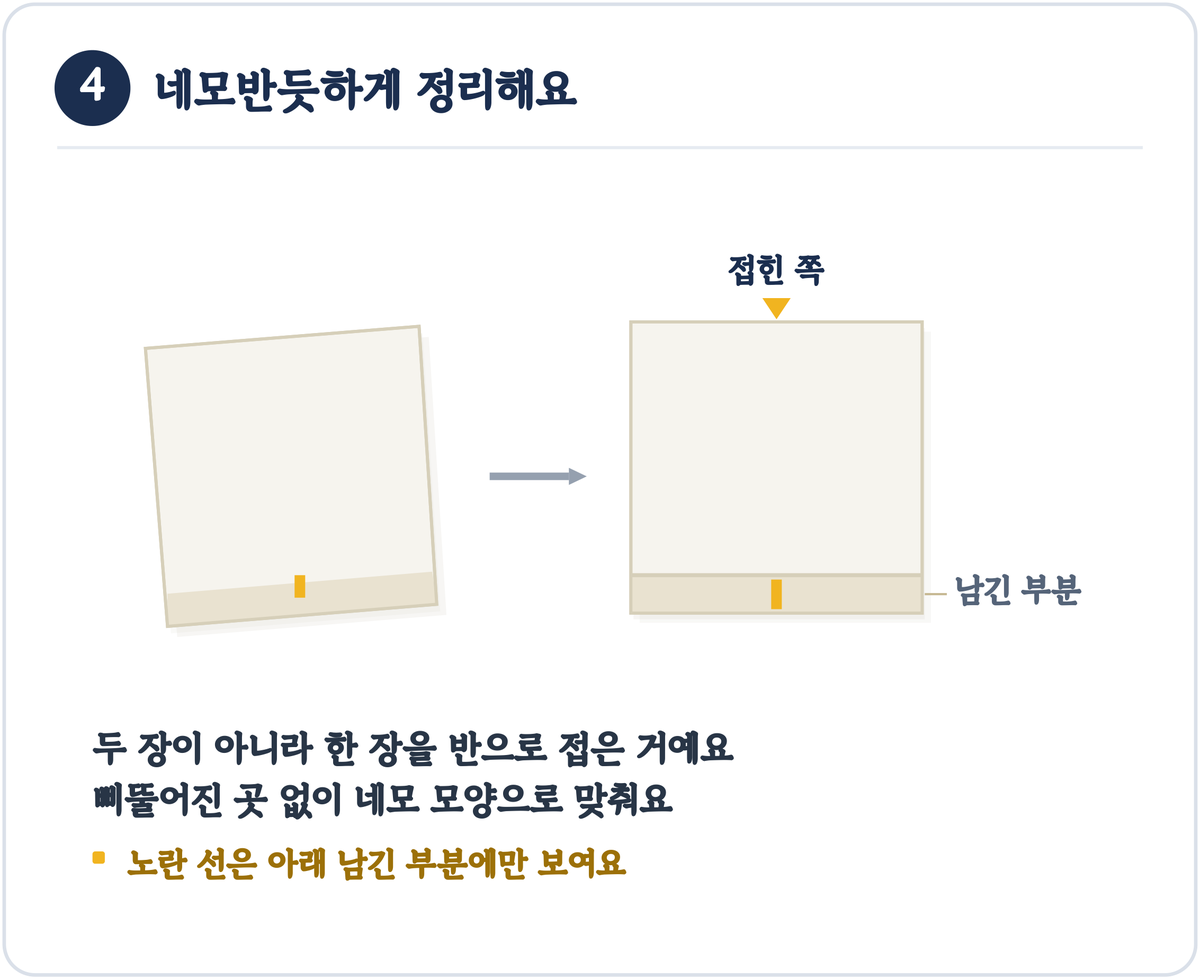 4 네모반듯하게 정리해요
접힌 쪽
남긴 부분
두 장이 아니라 한 장을 반으로 접은 거예요
삐뚤어진 곳 없이 네모 모양으로 맞춰요
노란 선은 아래 남긴 부분에만 보여요